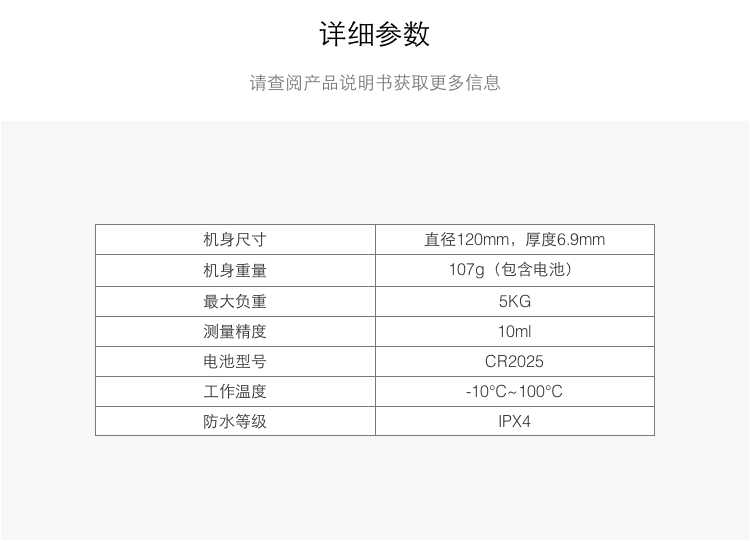 详细参数
请查阅产品说明书获取更多信息
机身尺寸 直径120mm，厚度6.9mm
机身重量 107g（包含电池）
最大负重 5KG
测量精度 10ml
电池型号 CR2025
工作温度 -10°C~100°C
防水等级 IPX4